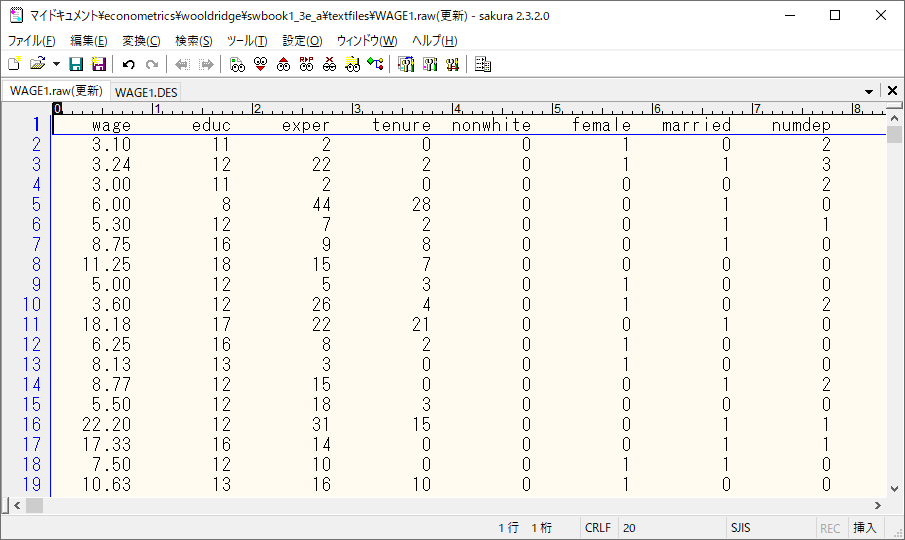 マイドキュメント¥econometrics¥wooldridge¥swbook1_3e_a¥textfiles¥WAGE1.raw(更新) - sakura 2.3.2.0
ファイル(F) 編集(E) 変換(C) 検索(S) ツール(T) 設定(O) ウィンドウ(W) ヘルプ(H)
WAGE1.raw(更新) WAGE1.DES
0 1 2 3 4 5 6 7 8
1 wage educ exper tenure nonwhite female married numdep
2 3.10 11 2 0 0 1 0 2
3 3.24 12 22 2 0 1 1 3
4 3.00 11 2 0 0 0 0 2
5 6.00 8 44 28 0 0 1 0
6 5.30 12 7 2 0 0 1 1
7 8.75 16 9 8 0 0 1 0
8 11.25 18 15 7 0 0 0 0
9 5.00 12 5 3 0 1 0 0
10 3.60 12 26 4 0 1 0 2
11 18.18 17 22 21 0 0 1 0
12 6.25 16 8 2 0 1 0 0
13 8.13 13 3 0 0 1 0 0
14 8.77 12 15 0 0 0 1 2
15 5.50 12 18 3 0 0 0 0
16 22.20 12 31 15 0 0 1 1
17 17.33 16 14 0 0 0 1 1
18 7.50 12 10 0 0 1 1 0
19 10.63 13 16 10 0 1 0 0
1 行 1 桁 CRLF 20 SJIS REC 挿入